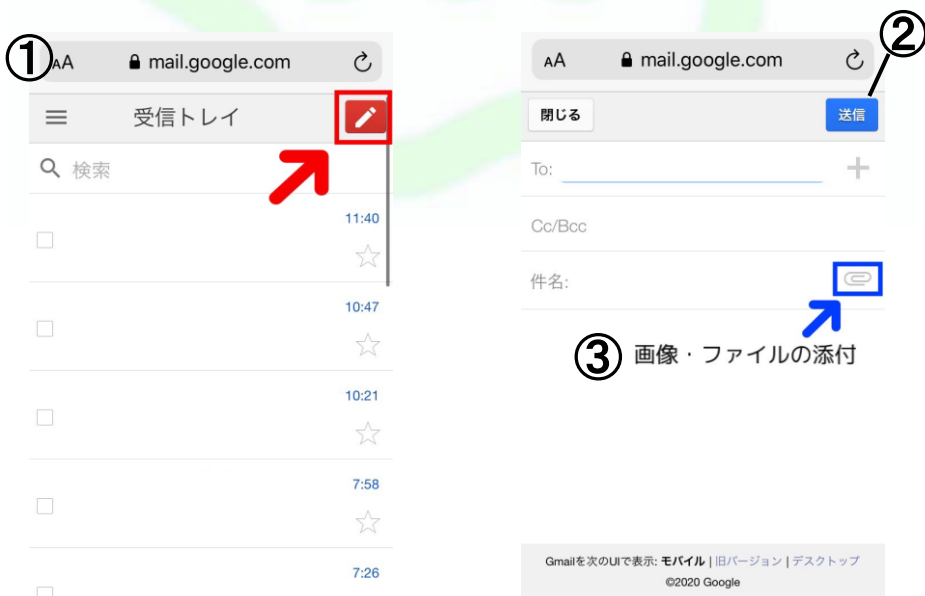 ①
AA mail.google.com
受信トレイ
検索
11:40
10:47
10:21
7:58
7:26
②
AA mail.google.com
閉じる 送信
To:
Cc/Bcc
件名:
③ 画像・ファイルの添付
Gmailを次のUIで表示: モバイル | 旧バージョン | デスクトップ
©2020 Google